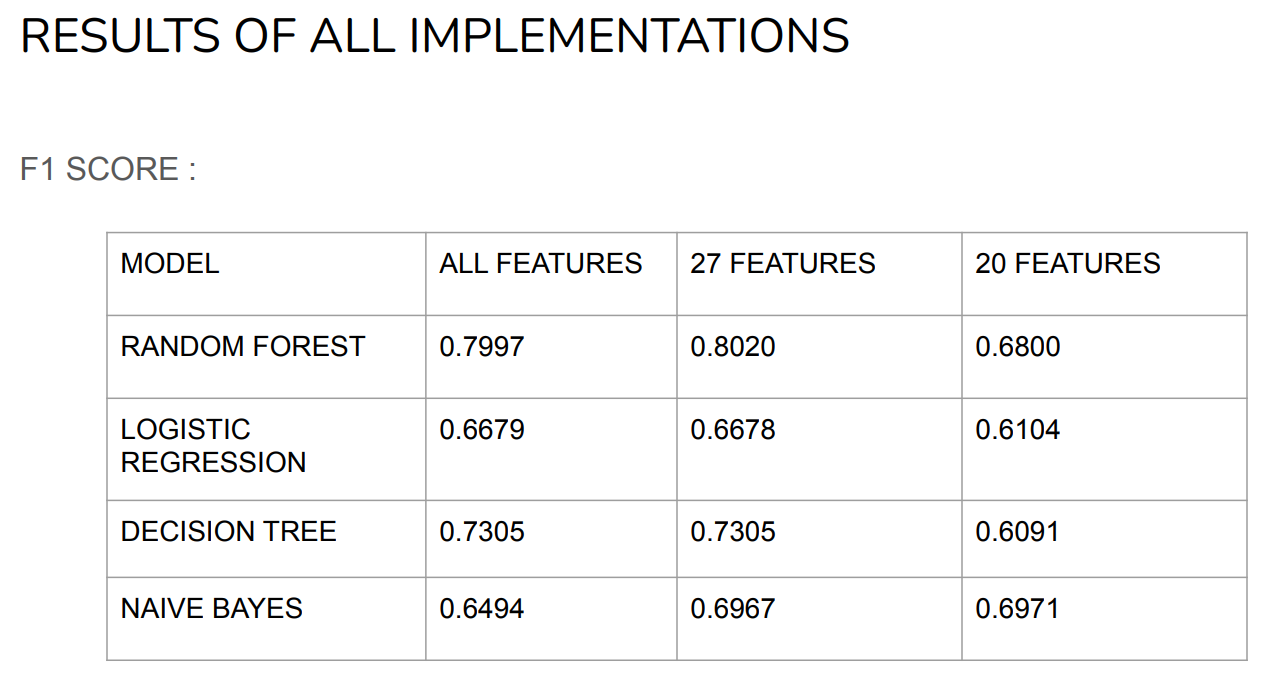 RESULTS OF ALL IMPLEMENTATIONS
F1 SCORE :
MODEL ALL FEATURES 27 FEATURES 20 FEATURES
RANDOM FOREST 0.7997 0.8020 0.6800
LOGISTIC 0.6679 0.6678 0.6104
REGRESSION
DECISION TREE 0.7305 0.7305 0.6091
NAIVE BAYES 0.6494 0.6967 0.6971